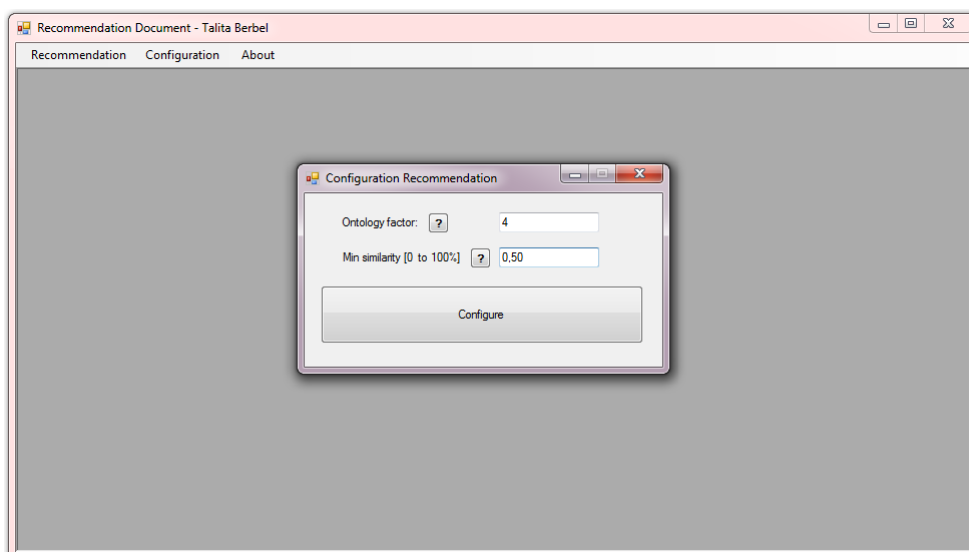 Recommendation Document - Talita Berbel
Recommendation Configuration About
Configuration Recommendation
Ontology factor: ? 4
Min similarity [0 to 100%] ? 0,50
Configure